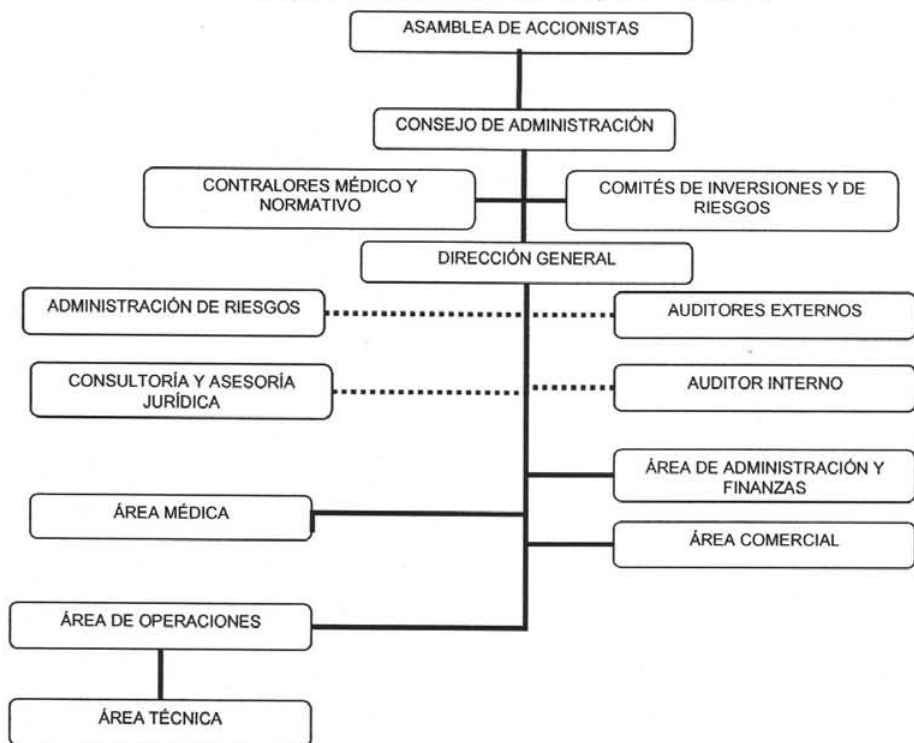 ASAMBLEA DE ACCIONISTAS
CONSEJO DE ADMINISTRACIÓN
CONTRALORES MÉDICO Y
NORMATIVO
COMITÉS DE INVERSIONES Y DE
RIESGOS
DIRECCIÓN GENERAL
ADMINISTRACIÓN DE RIESGOS
AUDITORES EXTERNOS
CONSULTORÍA Y ASESORÍA
JURÍDICA
AUDITOR INTERNO
ÁREA DE ADMINISTRACIÓN Y
FINANZAS
ÁREA MÉDICA
ÁREA COMERCIAL
ÁREA DE OPERACIONES
ÁREA TÉCNICA